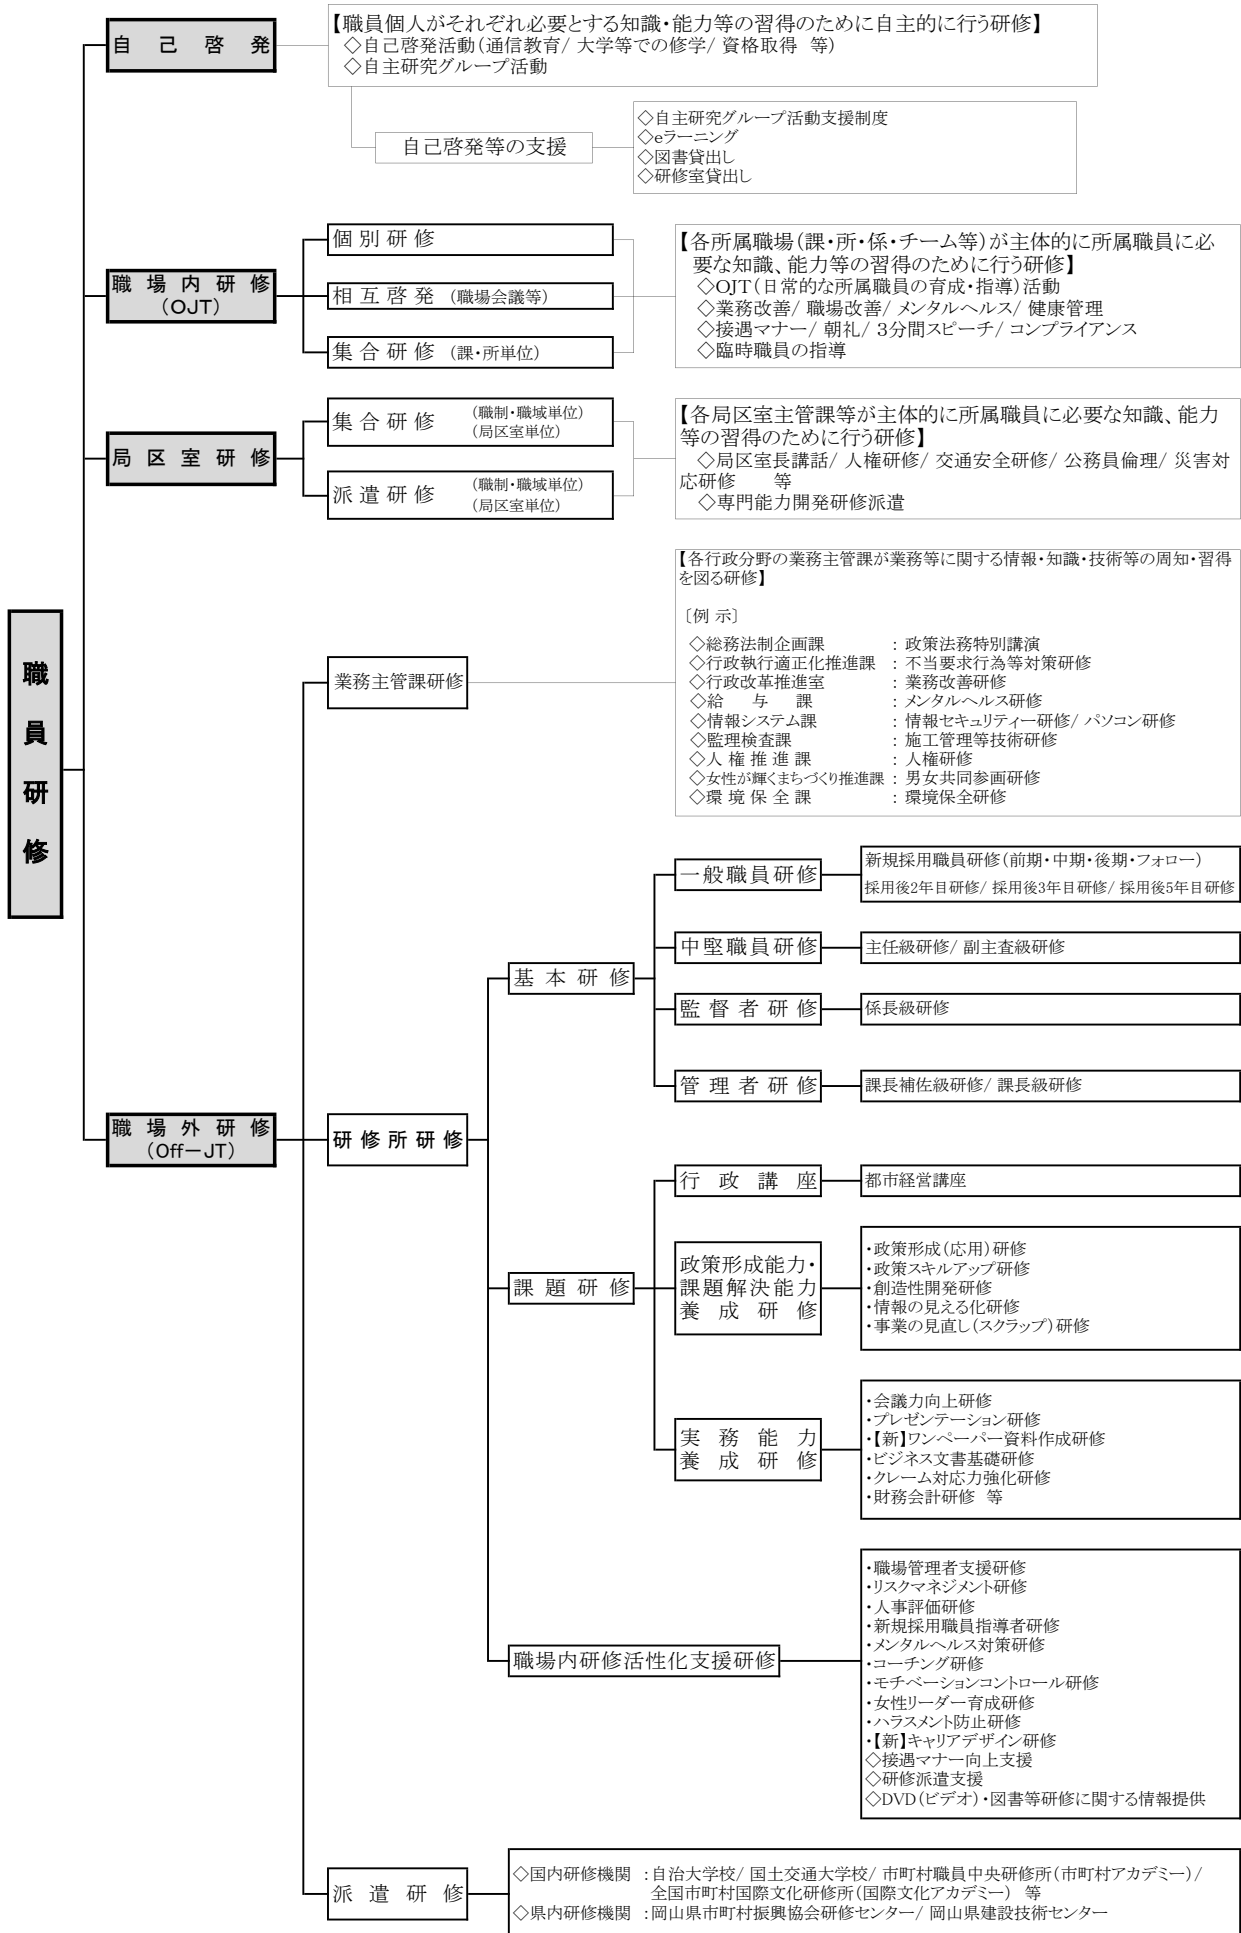 自己啓発
【職員個人がそれぞれ必要とする知識・能力等の習得のために自主的に行う研修】
◇自己啓発活動(通信教育/ 大学等での修学/ 資格取得 等)
◇自主研究グループ活動
自己啓発等の支援
◇自主研究グループ活動支援制度
◇eラーニング
◇図書貸出し
◇研修室貸出し
職場内研修
(OJT)
個別研修
相互啓発 (職場会議等)
集合研修 (課・所単位)
【各所属職場(課・所・係・チーム等)が主体的に所属職員に必
要な知識、能力等の習得のために行う研修】
◇OJT(日常的な所属職員の育成・指導)活動
◇業務改善/ 職場改善/ メンタルヘルス/ 健康管理
◇接遇マナー/ 朝礼/ 3分間スピーチ/ コンプライアンス
◇臨時職員の指導
局区室研修
集合研修 (職制・職域単位)
(局区室単位)
派遣研修 (職制・職域単位)
(局区室単位)
【各局区室主管課等が主体的に所属職員に必要な知識、能力
等の習得のために行う研修】
◇局区室長講話/ 人権研修/ 交通安全研修/ 公務員倫理/ 災害対
応研修 等
◇専門能力開発研修派遣
職員研修
職場外研修
(Off-JT)
業務主管課研修
【各行政分野の業務主管課が業務等に関する情報・知識・技術等の周知・習得
を図る研修】
〔例 示〕
◇総務法制企画課 : 政策法務特別講演
◇行政執行適正化推進課 : 不当要求行為等対策研修
◇行政改革推進室 : 業務改善研修
◇給与課 : メンタルヘルス研修
◇情報システム課 : 情報セキュリティー研修/ パソコン研修
◇監理検査課 : 施工管理等技術研修
◇人権推進課 : 人権研修
◇女性が輝くまちづくり推進課 : 男女共同参画研修
◇環境保全課 : 環境保全研修
研修所研修
基本研修
一般職員研修
新規採用職員研修(前期・中期・後期・フォロー)
採用後2年目研修/ 採用後3年目研修/ 採用後5年目研修
中堅職員研修
主任級研修/ 副主査級研修
監督者研修
係長級研修
管理者研修
課長補佐級研修/ 課長級研修
課題研修
行政講座
都市経営講座
政策形成能力・
課題解決能力
養成研修
・政策形成(応用)研修
・政策スキルアップ研修
・創造性開発研修
・情報の見える化研修
・事業の見直し(スクラップ)研修
実務能力
養成研修
・会議力向上研修
・プレゼンテーション研修
・【新】ワンペーパー資料作成研修
・ビジネス文書基礎研修
・クレーム対応力強化研修
・財務会計研修 等
職場内研修活性化支援研修
・職場管理者支援研修
・リスクマネジメント研修
・人事評価研修
・新規採用職員指導者研修
・メンタルヘルス対策研修
・コーチング研修
・モチベーションコントロール研修
・女性リーダー育成研修
・ハラスメント防止研修
・【新】キャリアデザイン研修
◇接遇マナー向上支援
◇研修派遣支援
◇DVD(ビデオ)・図書等研修に関する情報提供
派遣研修
◇国内研修機関 :自治大学校/ 国土交通大学校/ 市町村職員中央研修所(市町村アカデミー)/
全国市町村国際文化研修所(国際文化アカデミー) 等
◇県内研修機関 :岡山県市町村振興協会研修センター/ 岡山県建設技術センター